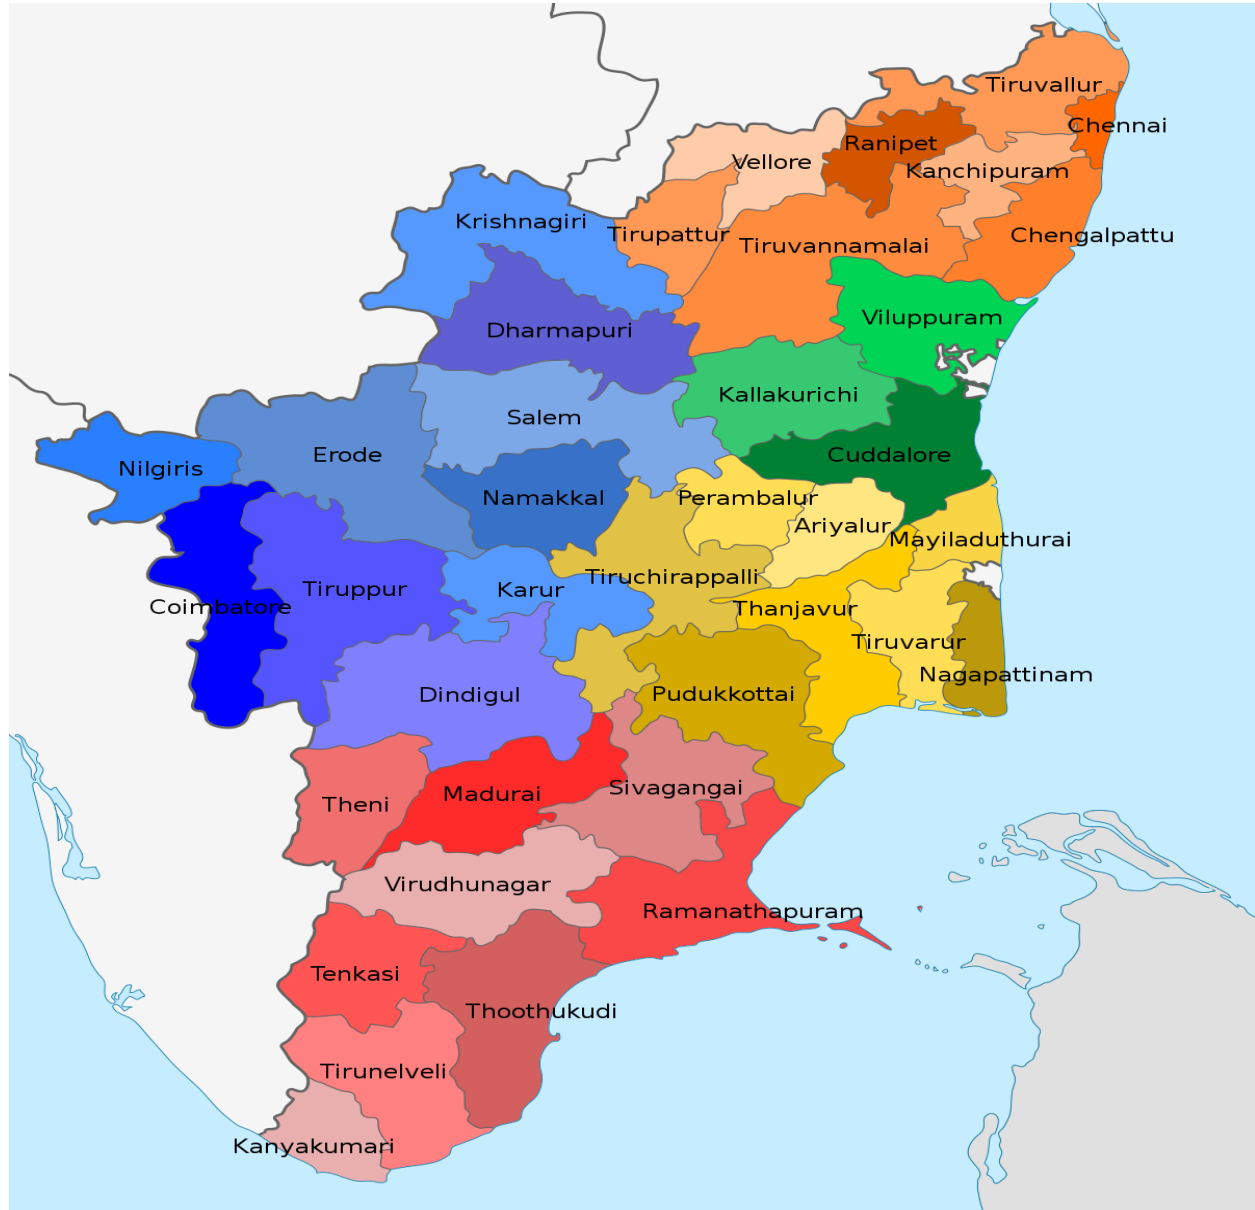 Tiruvallur
Chennai
Ranipet
Vellore
Kanchipuram
Krishnagiri
Tirupattur
Tiruvannamalai
Chengalpattu
Viluppuram
Dharmapuri
Kallakurichi
Salem
Cuddalore
Erode
Nilgiris
Namakkal
Perambalur
Ariyalur
Mayiladuthurai
Tiruchirappalli
Karur
Tiruppur
Coimbatore
Thanjavur
Tiruvarur
Nagapattinam
Dindigul
Pudukkottai
Sivagangai
Madurai
Theni
Virudhunagar
Ramanathapuram
Tenkasi
Thoothukudi
Tirunelveli
Kanyakumari